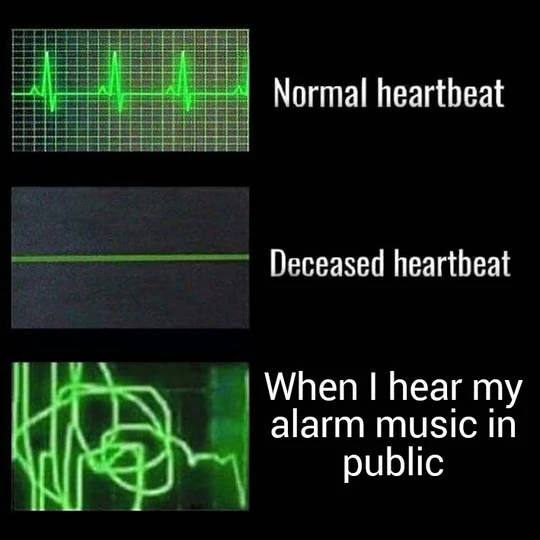 Normal heartbeat
Deceased heartbeat
When I hear my
alarm music in
public